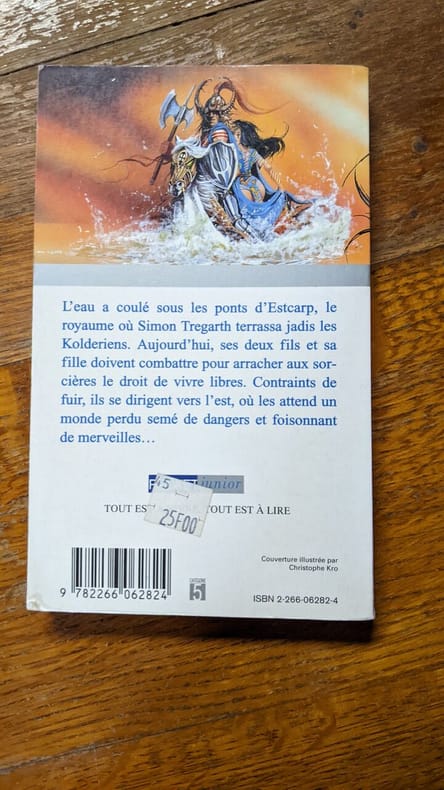 L'eau a coulé sous les ponts d'Estcarp, le
royaume où Simon Tregarth terrassa jadis les
Kolderiens. Aujourd'hui, ses deux fils et sa
fille doivent combattre pour arracher aux sor-
cières le droit de vivre libres. Contraints de
fuir, ils se dirigent vers l'est, où les attend un
monde perdu semé de dangers et foisonnant
de merveilles...
junior
45
25F00
TOUT EST À LIRE
Couverture illustrée par
Christophe Kro
CATÉGORIE
5
9 782266 062824
ISBN 2-266-06282-4